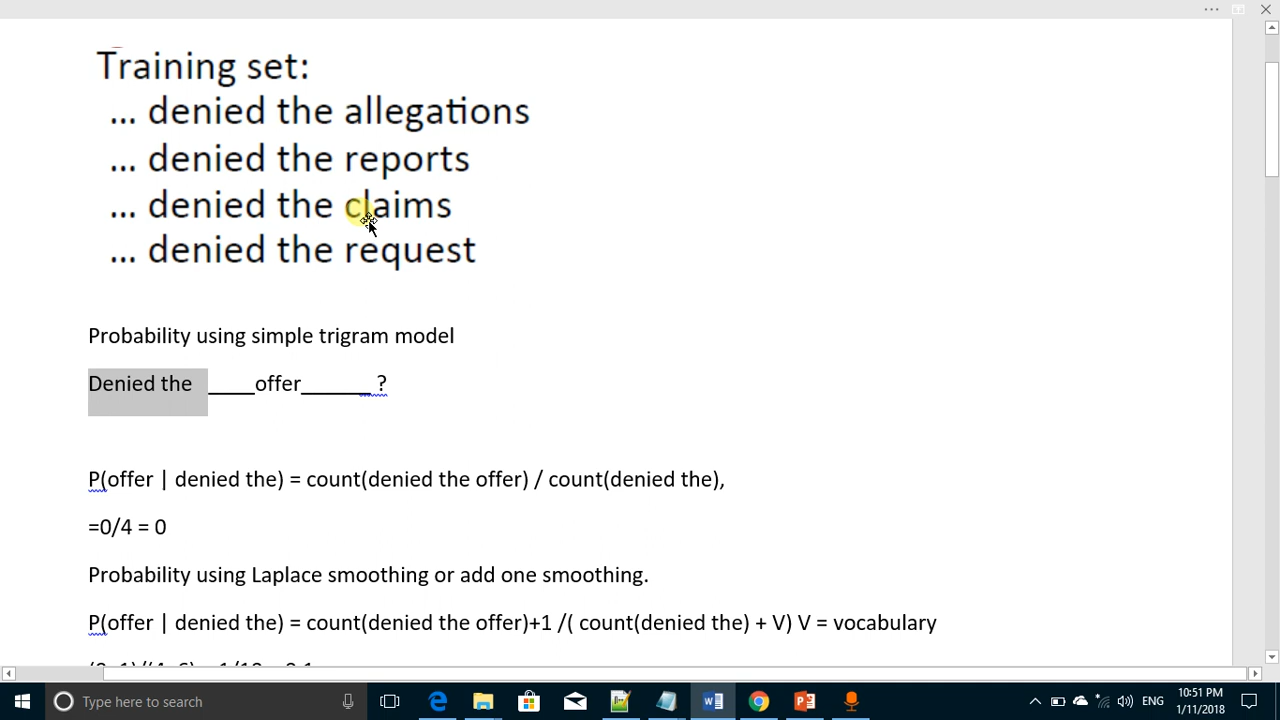 Training set:
... denied the allegations
... denied the reports
... denied the claims
... denied the request
Probability using simple trigram model
Denied the ____offer______ ?
P(offer | denied the) = count(denied the offer) / count(denied the),
=0/4 = 0
Probability using Laplace smoothing or add one smoothing.
P(offer | denied the) = count(denied the offer)+1 /( count(denied the) + V) V = vocabulary
Type here to search
ENG
10:51 PM
1/11/2018